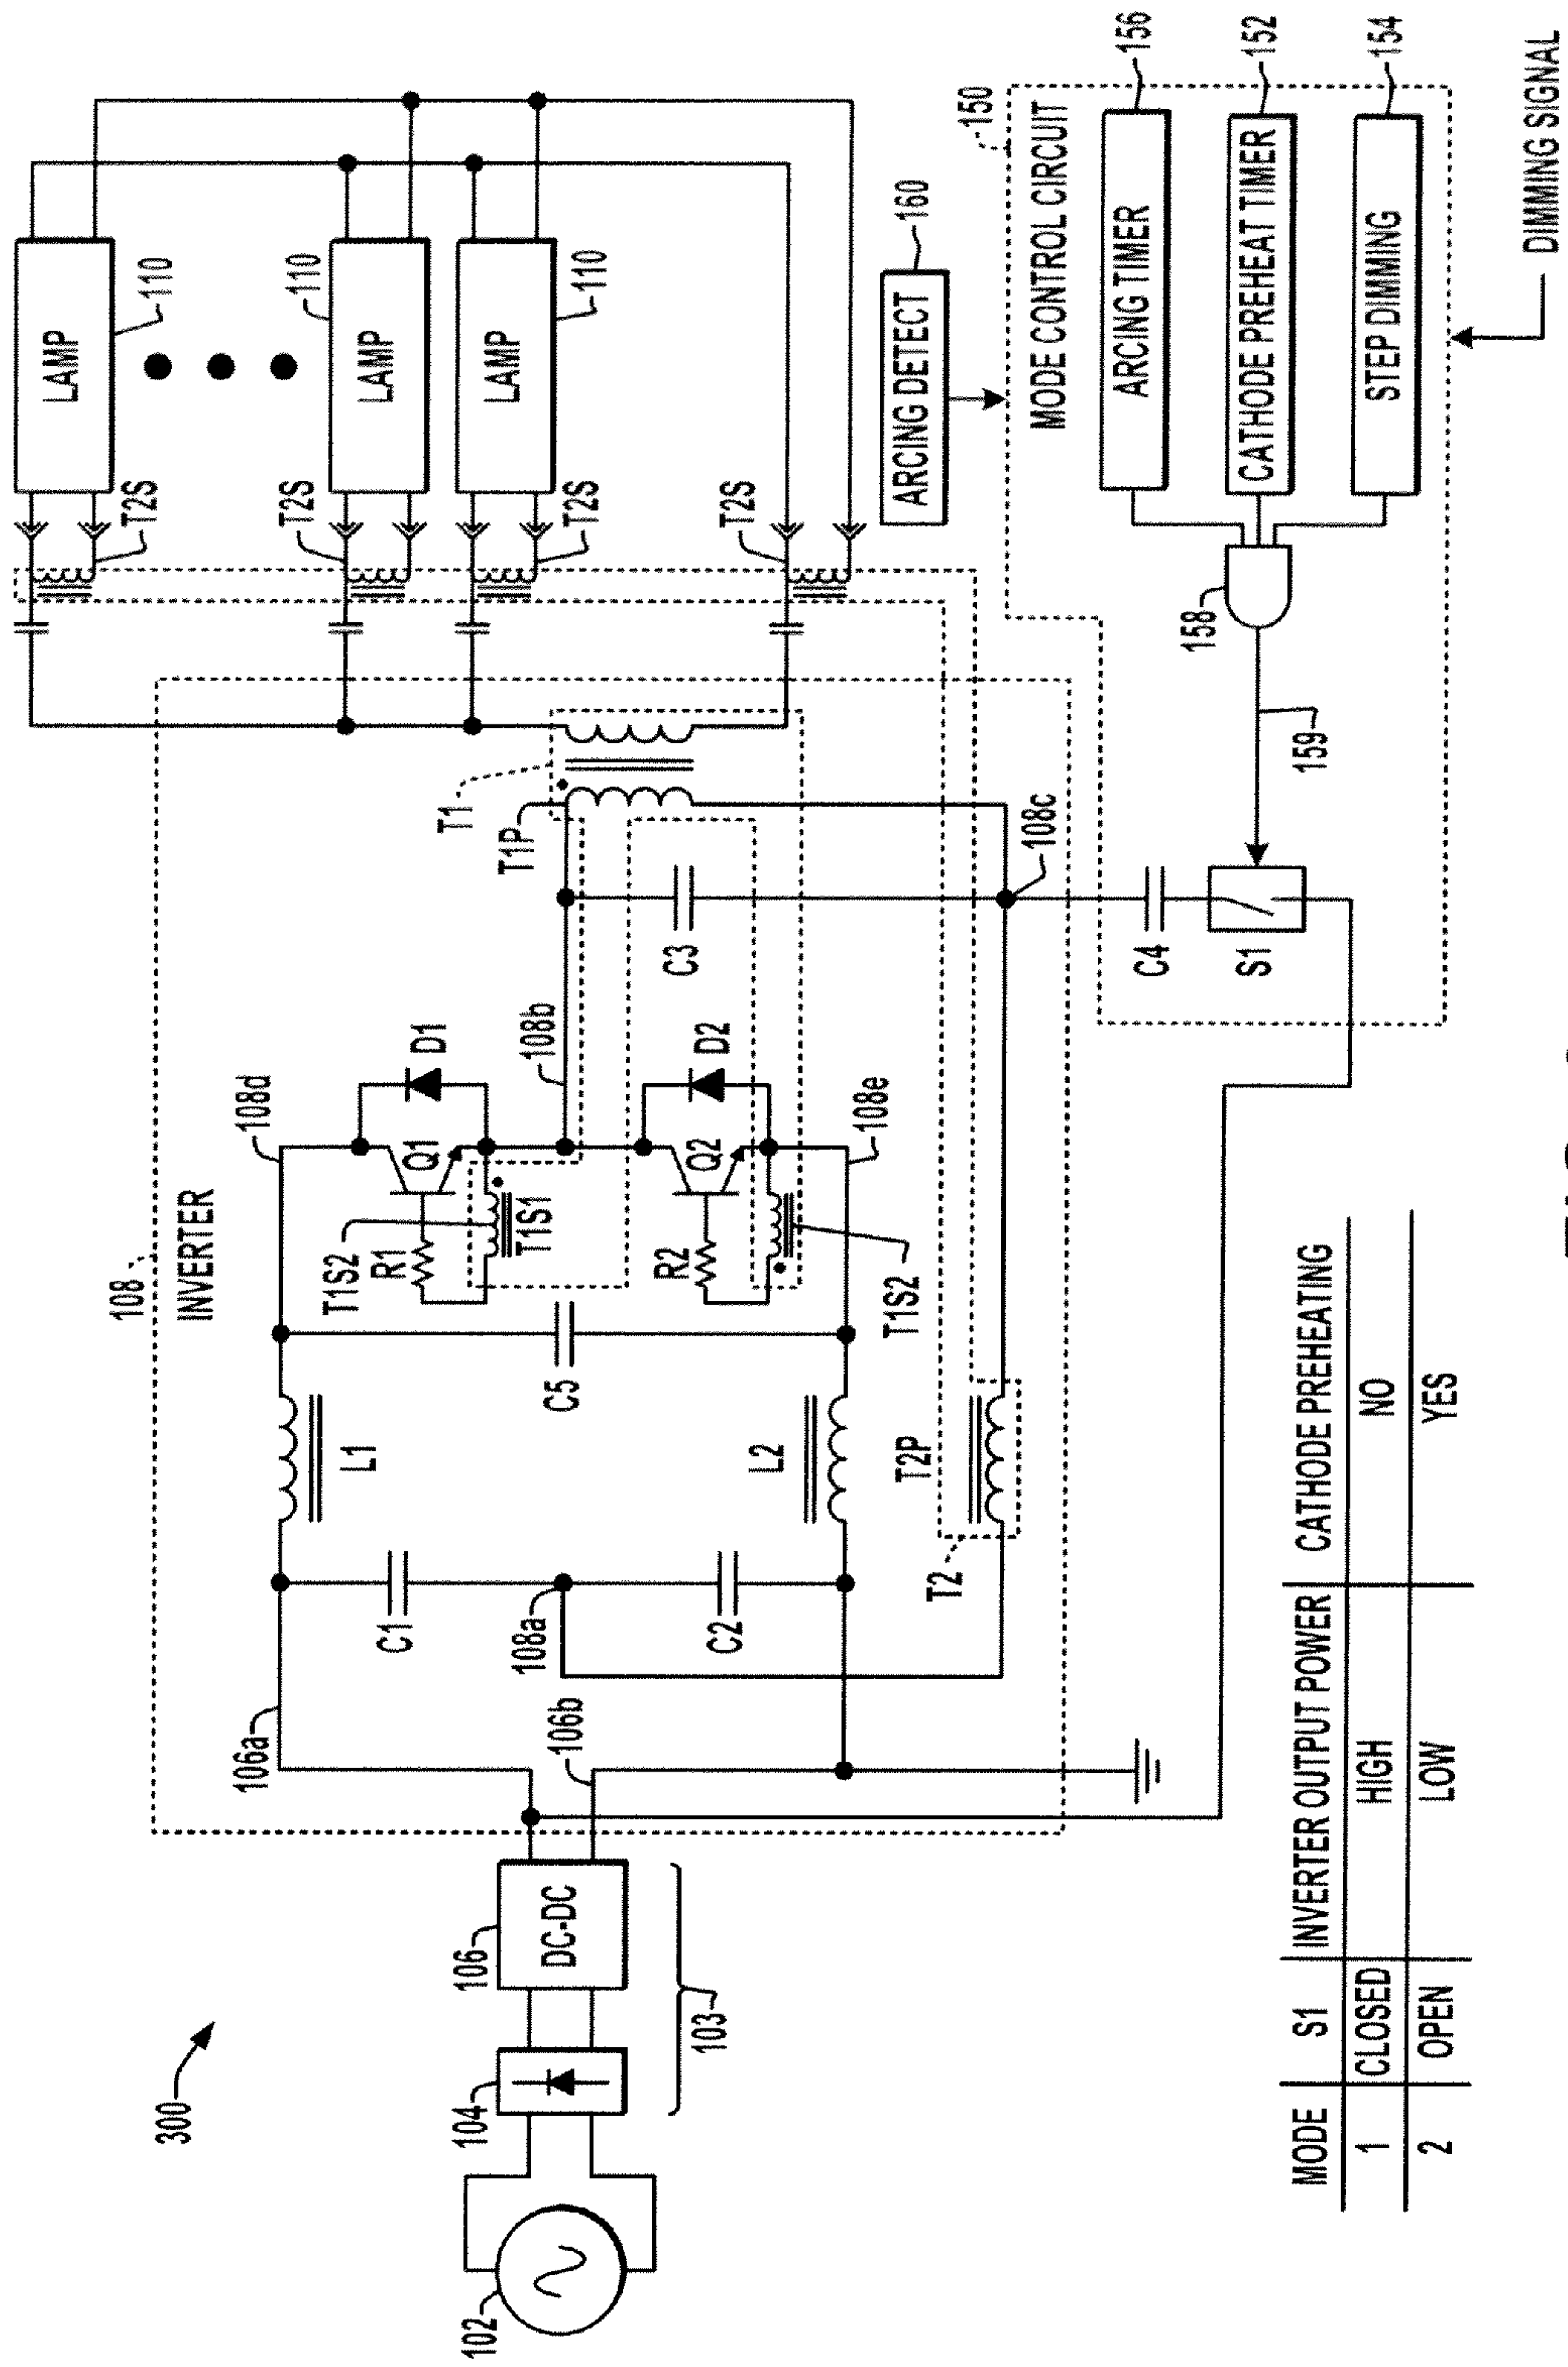 300
102
104
106
DC-DC
103
106a
106b
108
INVERTER
C1
C2
108a
L1
L2
T2P
T2
C5
108d
D1
Q1
T1S2
R1
T1S1
108b
D2
Q2
R2
T1S2
108e
C3
T1
T1P
108c
LAMP
110
T2S
LAMP
110
T2S
LAMP
110
T2S
T2S
ARCING DETECT
160
150
MODE CONTROL CIRCUIT
ARCING TIMER
156
CATHODE PREHEAT TIMER
152
STEP DIMMING
154
158
159
C4
S1
DIMMING SIGNAL
MODE S1 INVERTER OUTPUT POWER CATHODE PREHEATING
1 CLOSED HIGH NO
2 OPEN LOW YES